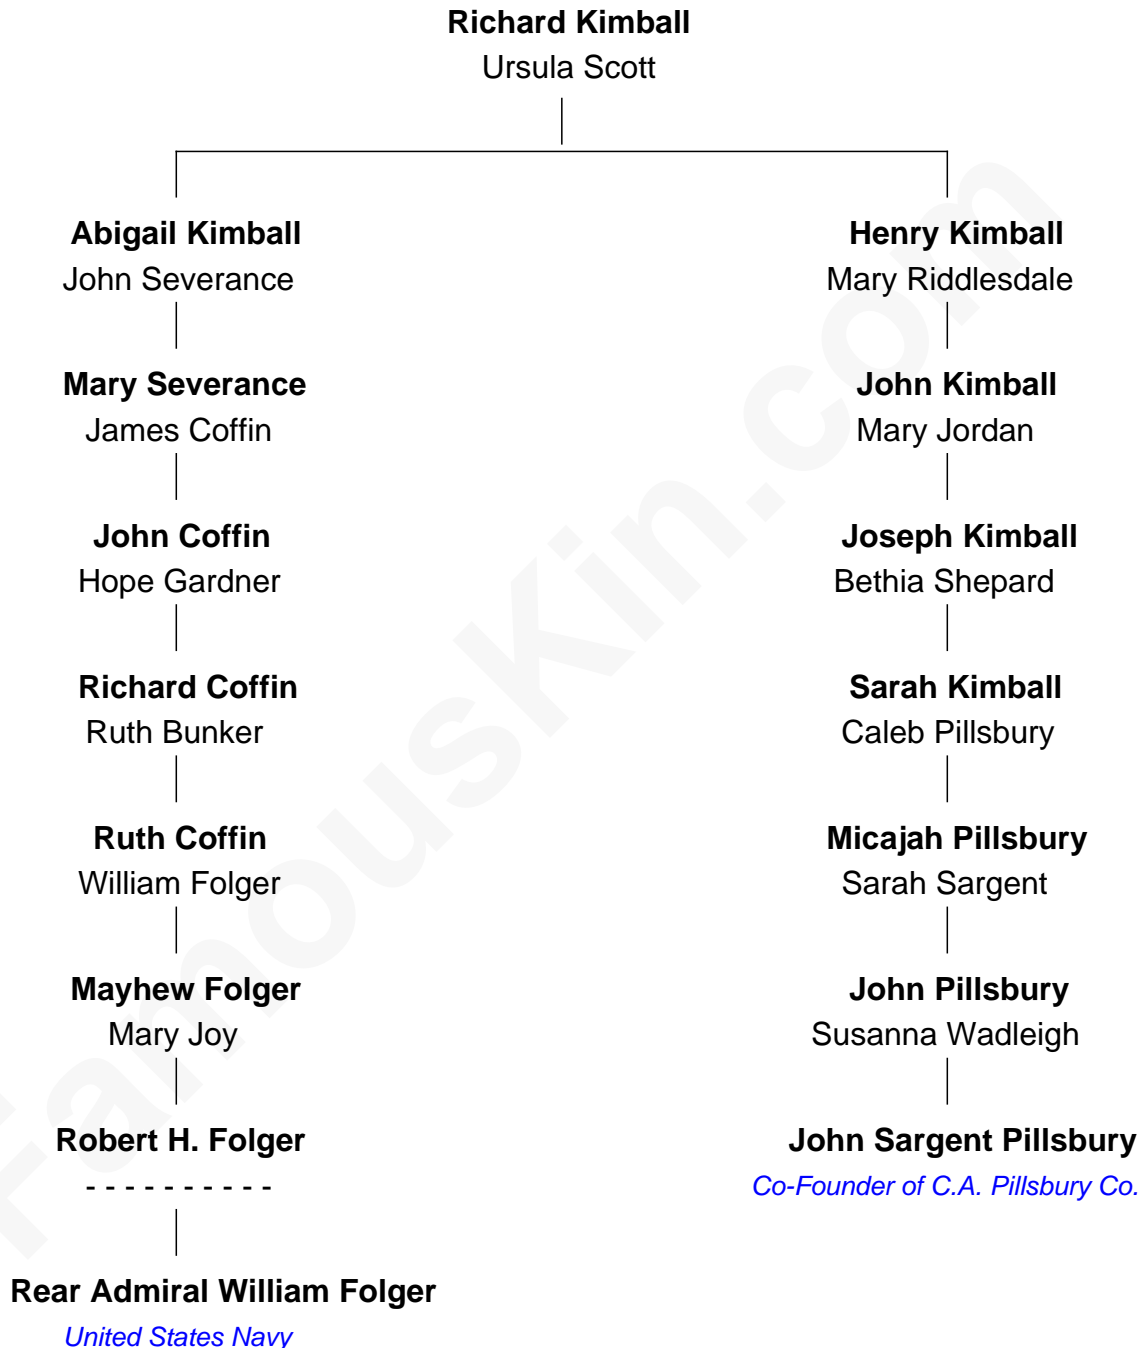 Richard Kimball
Ursula Scott
Abigail Kimball
John Severance
Mary Severance
James Coffin
John Coffin
Hope Gardner
Richard Coffin
Ruth Bunker
Ruth Coffin
William Folger
Mayhew Folger
Mary Joy
Robert H. Folger
- - - - - - - - - -
Rear Admiral William Folger
United States Navy
Henry Kimball
Mary Riddlesdale
John Kimball
Mary Jordan
Joseph Kimball
Bethia Shepard
Sarah Kimball
Caleb Pillsbury
Micajah Pillsbury
Sarah Sargent
John Pillsbury
Susanna Wadleigh
John Sargent Pillsbury
Co-Founder of C.A. Pillsbury Co.
FamousKin.com